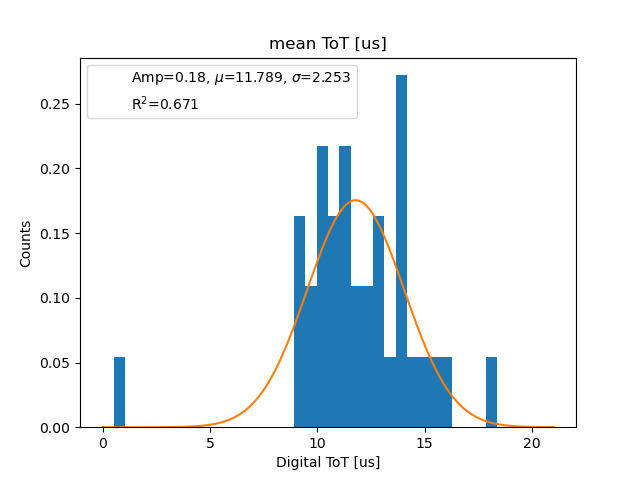 mean ToT [us]
Amp=0.18, μ=11.789, σ=2.253
R²=0.671
Counts
0.25
0.20
0.15
0.10
0.05
0.00
0 5 10 15 20
Digital ToT [us]